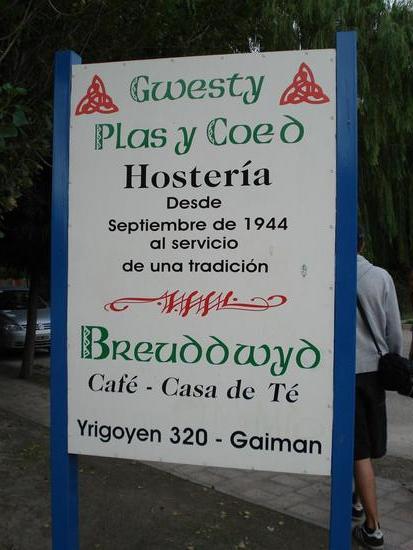 Gwesty
Plas y Coed
Hostería
Desde
Septiembre de 1944
al servicio
de una tradición
Breuddwyd
Café - Casa de Té
Yrigoyen 320 - Gaiman